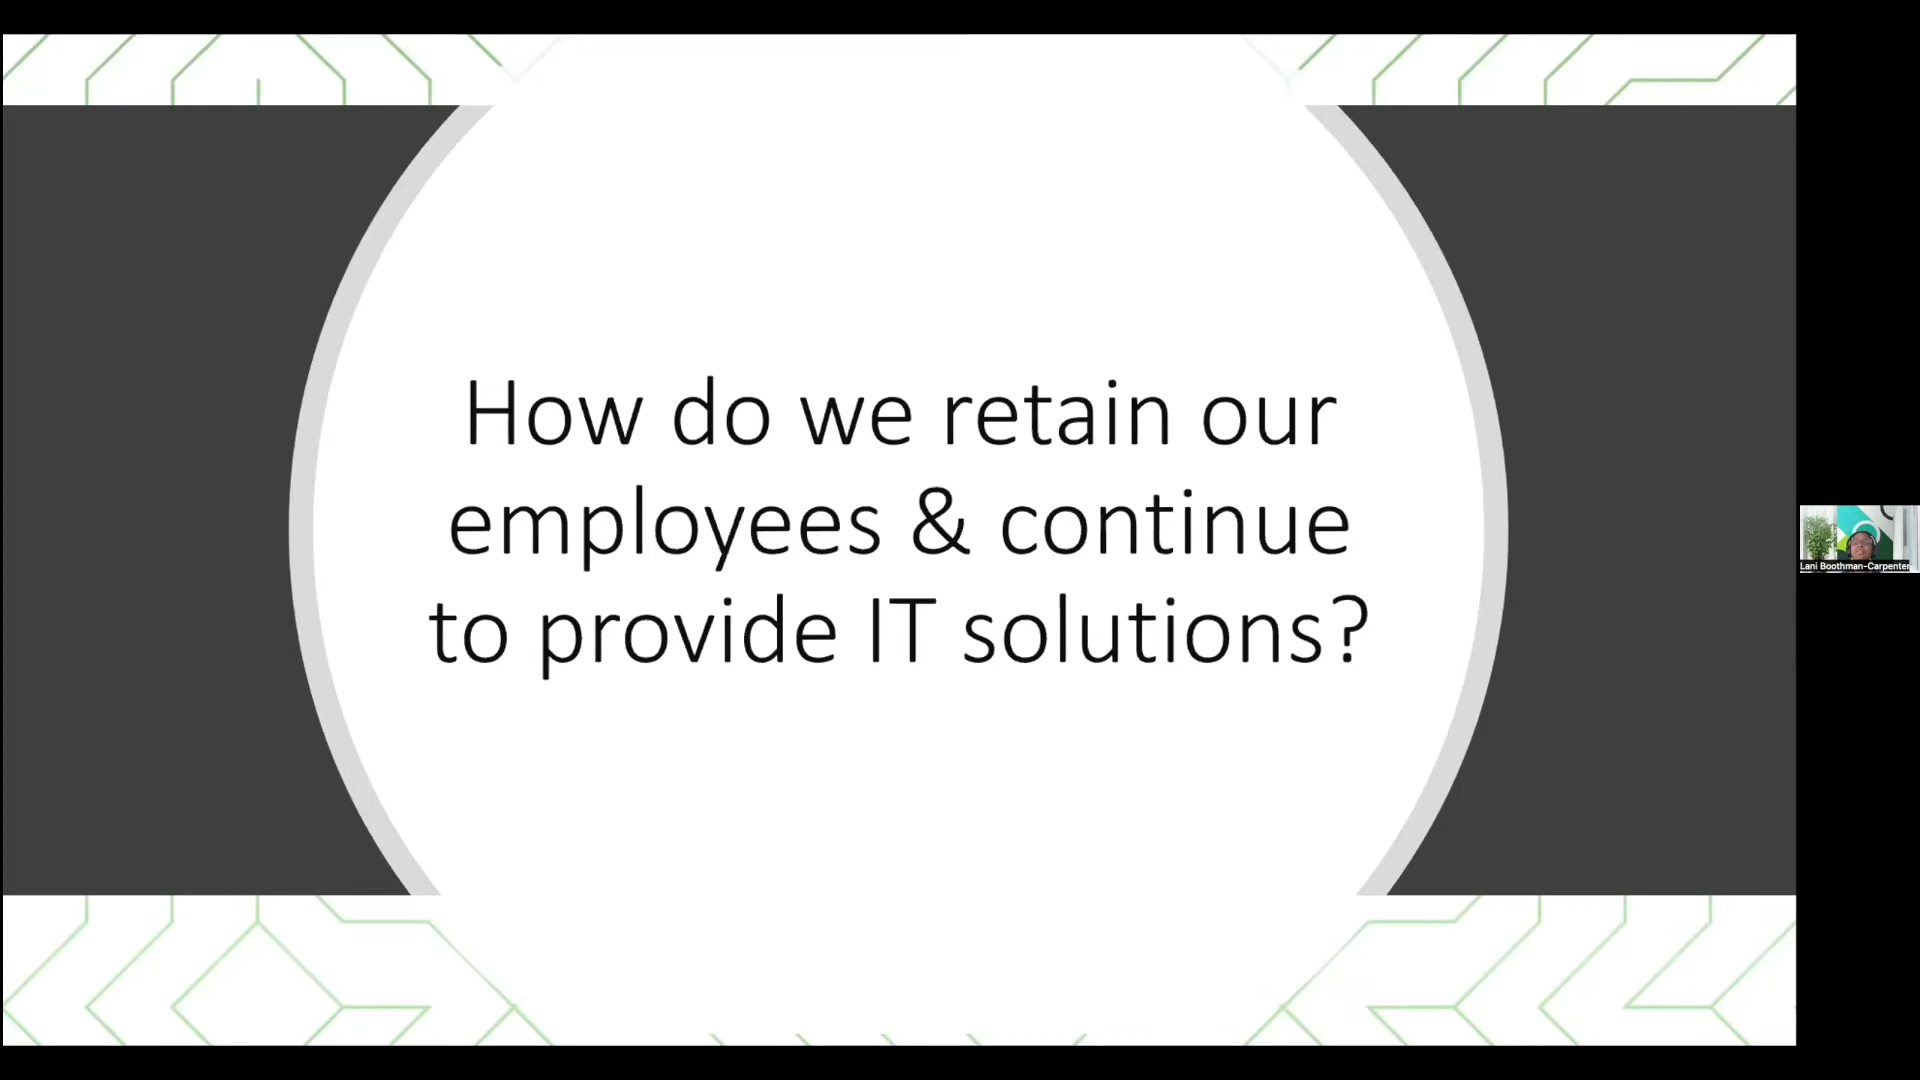 How do we retain our
employees & continue
to provide IT solutions?
Lani Boothman-Carpenter